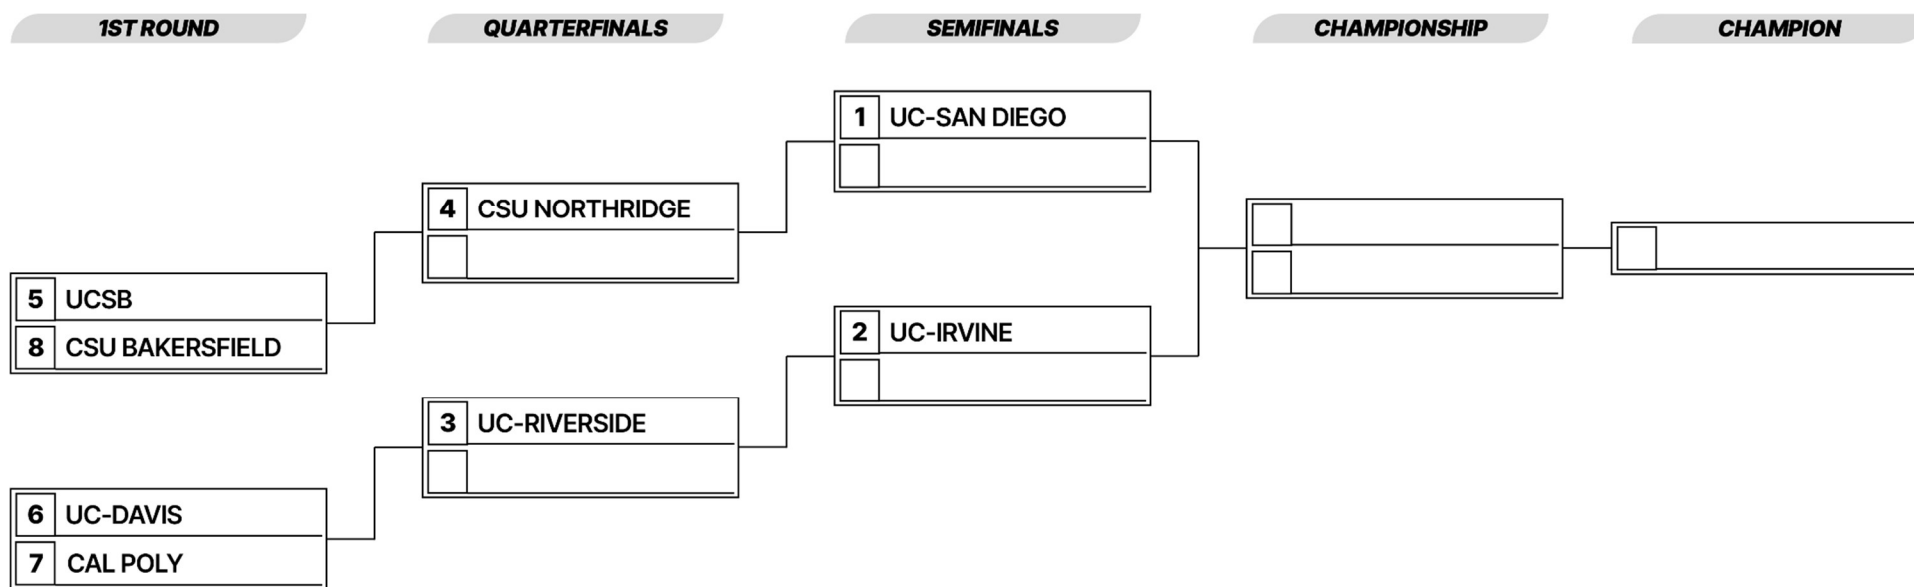 1ST ROUND
QUARTERFINALS
SEMIFINALS
CHAMPIONSHIP
CHAMPION
5 UCSB
8 CSU BAKERSFIELD
6 UC-DAVIS
7 CAL POLY
4 CSU NORTHRIDGE
3 UC-RIVERSIDE
1 UC-SAN DIEGO
2 UC-IRVINE